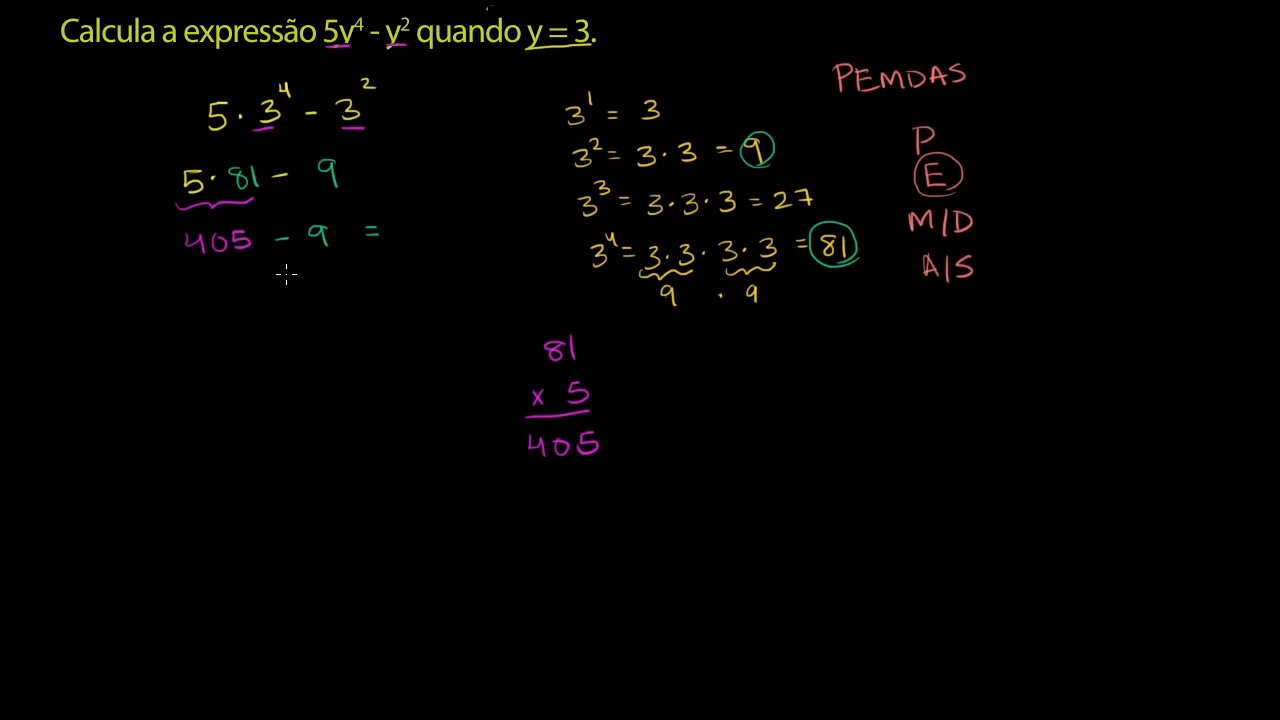 Calcula a expressão 5y⁴ - y² quando y = 3.
5 · 3⁴ - 3²
5 · 81 - 9
405 - 9 =
3¹ = 3
3² = 3 · 3 = 9
3³ = 3 · 3 · 3 = 27
3⁴ = 3 · 3 · 3 · 3 = 81
9 · 9
81
x 5
405
PEMDAS
P
E
M/D
A/S